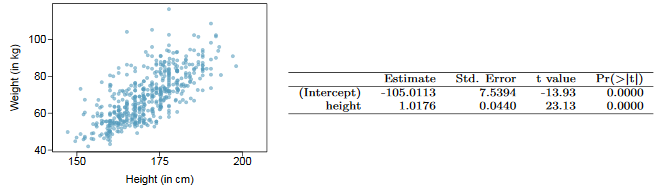 100
80
60
40
Weight (in kg)
150 175 200
Height (in cm)
Estimate Std. Error t value Pr(>|t|)
(Intercept) -105.0113 7.5394 -13.93 0.0000
height 1.0176 0.0440 23.13 0.0000